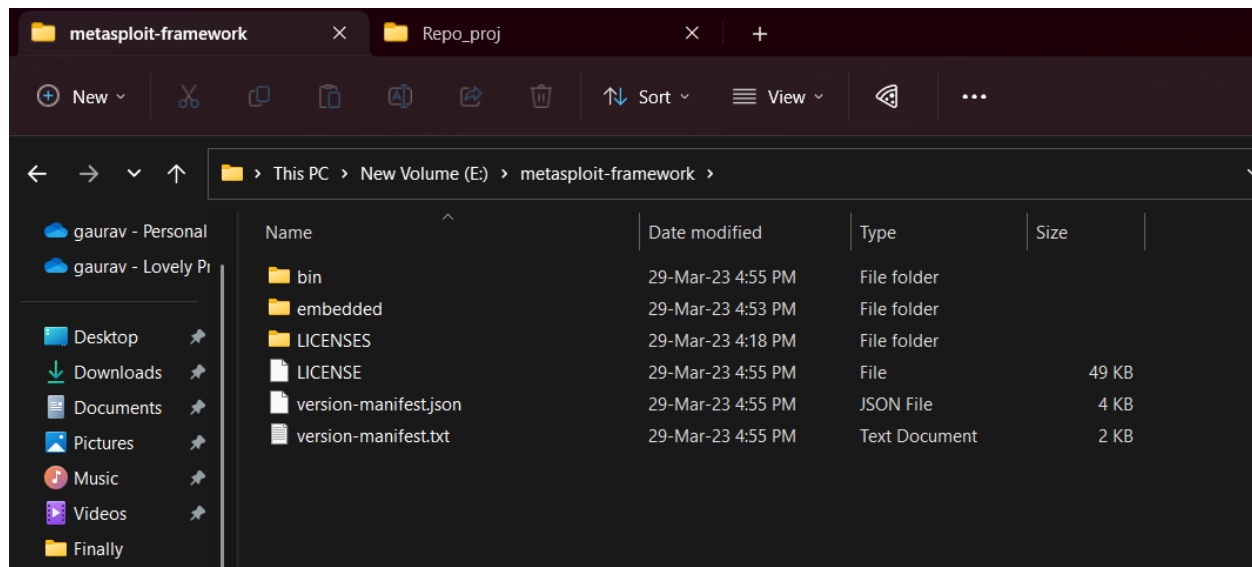 metasploit-framework Repo_proj
New Sort View
This PC > New Volume (E:) > metasploit-framework >
gaurav - Personal
gaurav - Lovely Pr
Desktop
Downloads
Documents
Pictures
Music
Videos
Finally
Name Date modified Type Size
bin 29-Mar-23 4:55 PM File folder
embedded 29-Mar-23 4:53 PM File folder
LICENSES 29-Mar-23 4:18 PM File folder
LICENSE 29-Mar-23 4:55 PM File 49 KB
version-manifest.json 29-Mar-23 4:55 PM JSON File 4 KB
version-manifest.txt 29-Mar-23 4:55 PM Text Document 2 KB